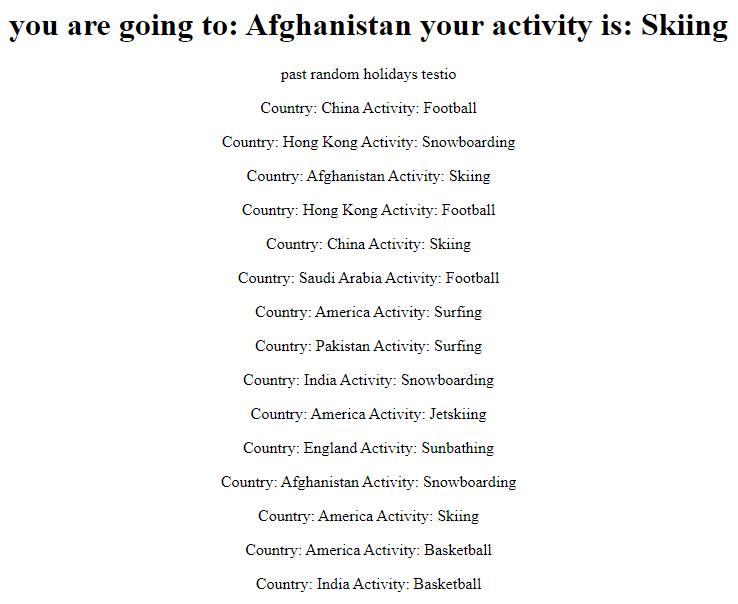 you are going to: Afghanistan your activity is: Skiing
past random holidays testio
Country: China Activity: Football
Country: Hong Kong Activity: Snowboarding
Country: Afghanistan Activity: Skiing
Country: Hong Kong Activity: Football
Country: China Activity: Skiing
Country: Saudi Arabia Activity: Football
Country: America Activity: Surfing
Country: Pakistan Activity: Surfing
Country: India Activity: Snowboarding
Country: America Activity: Jetskiing
Country: England Activity: Sunbathing
Country: Afghanistan Activity: Snowboarding
Country: America Activity: Skiing
Country: America Activity: Basketball
Country: India Activity: Basketball